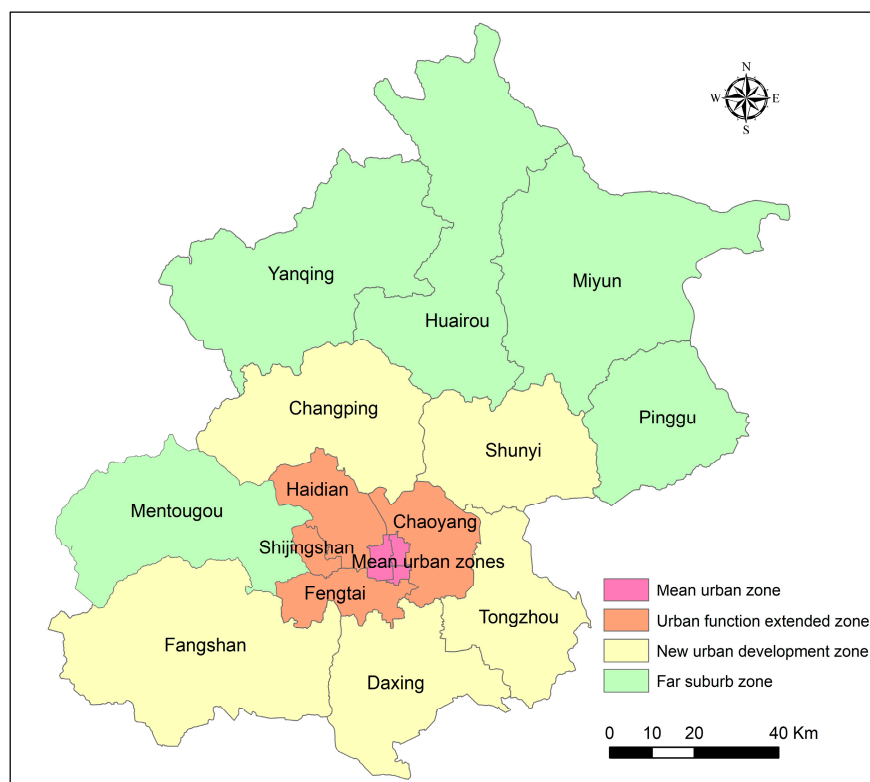 N
W E
S
Yanqing
Miyun
Huairou
Changping
Pinggu
Shunyi
Haidian
Mentougou
Chaoyang
Shijingshan
Mean urban zones
Fengtai
Tongzhou
Fangshan
Daxing
Mean urban zone
Urban function extended zone
New urban development zone
Far suburb zone
0 10 20 40 Km